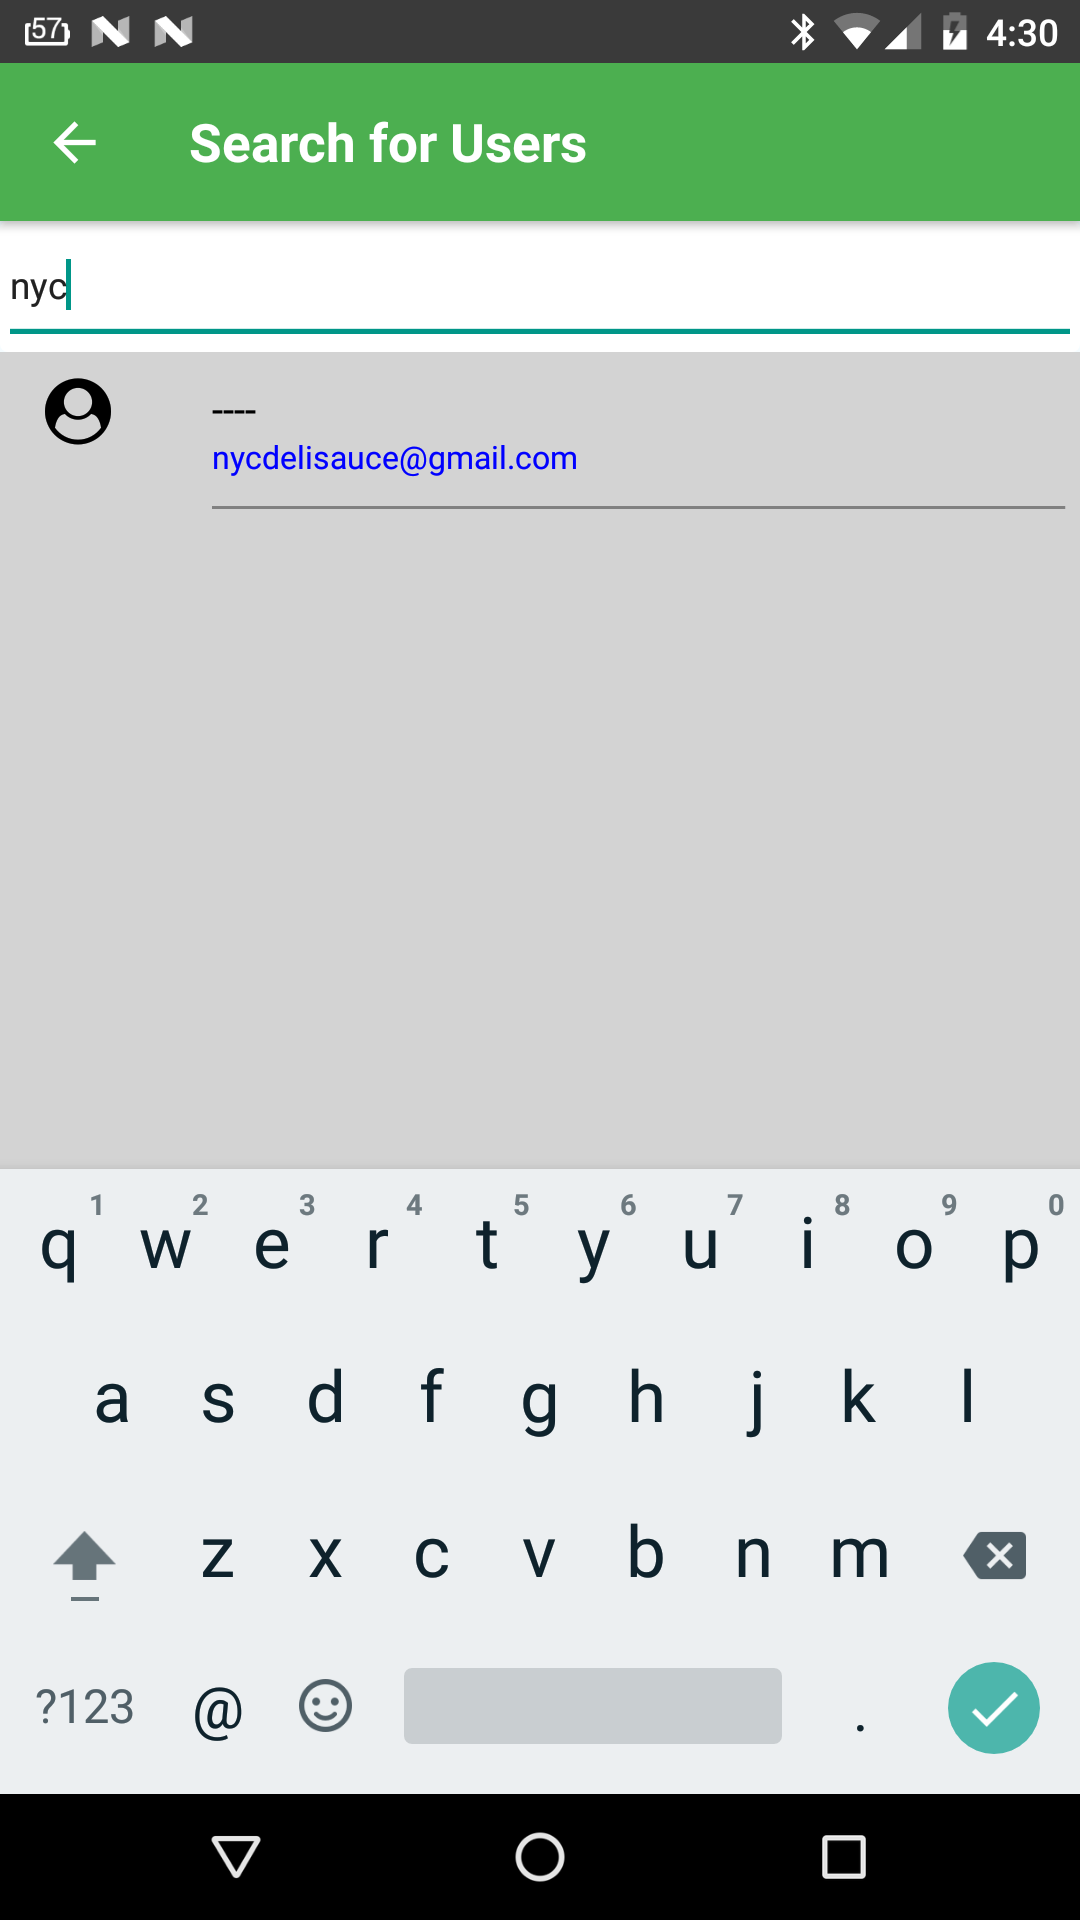 57 4:30
Search for Users
nyc
----
nycdelisauce@gmail.com
1 2 3 4 5 6 7 8 9 0
q w e r t y u i o p
a s d f g h j k l
z x c v b n m
?123 @ .